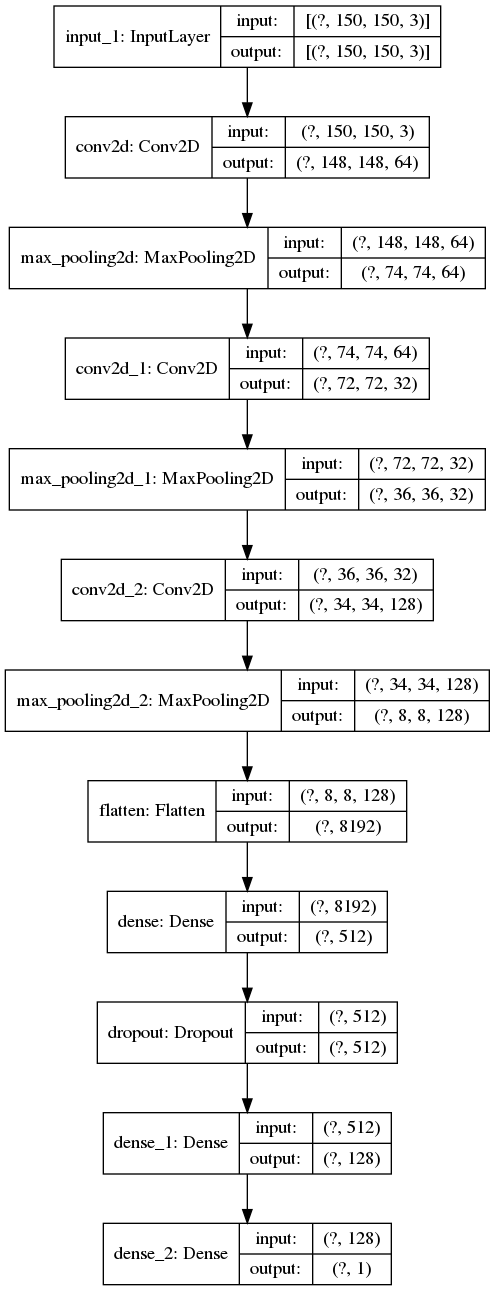 input_1: InputLayer
input: [(?, 150, 150, 3)]
output: [(?, 150, 150, 3)]
conv2d: Conv2D
input: (?, 150, 150, 3)
output: (?, 148, 148, 64)
max_pooling2d: MaxPooling2D
input: (?, 148, 148, 64)
output: (?, 74, 74, 64)
conv2d_1: Conv2D
input: (?, 74, 74, 64)
output: (?, 72, 72, 32)
max_pooling2d_1: MaxPooling2D
input: (?, 72, 72, 32)
output: (?, 36, 36, 32)
conv2d_2: Conv2D
input: (?, 36, 36, 32)
output: (?, 34, 34, 128)
max_pooling2d_2: MaxPooling2D
input: (?, 34, 34, 128)
output: (?, 8, 8, 128)
flatten: Flatten
input: (?, 8, 8, 128)
output: (?, 8192)
dense: Dense
input: (?, 8192)
output: (?, 512)
dropout: Dropout
input: (?, 512)
output: (?, 512)
dense_1: Dense
input: (?, 512)
output: (?, 128)
dense_2: Dense
input: (?, 128)
output: (?, 1)